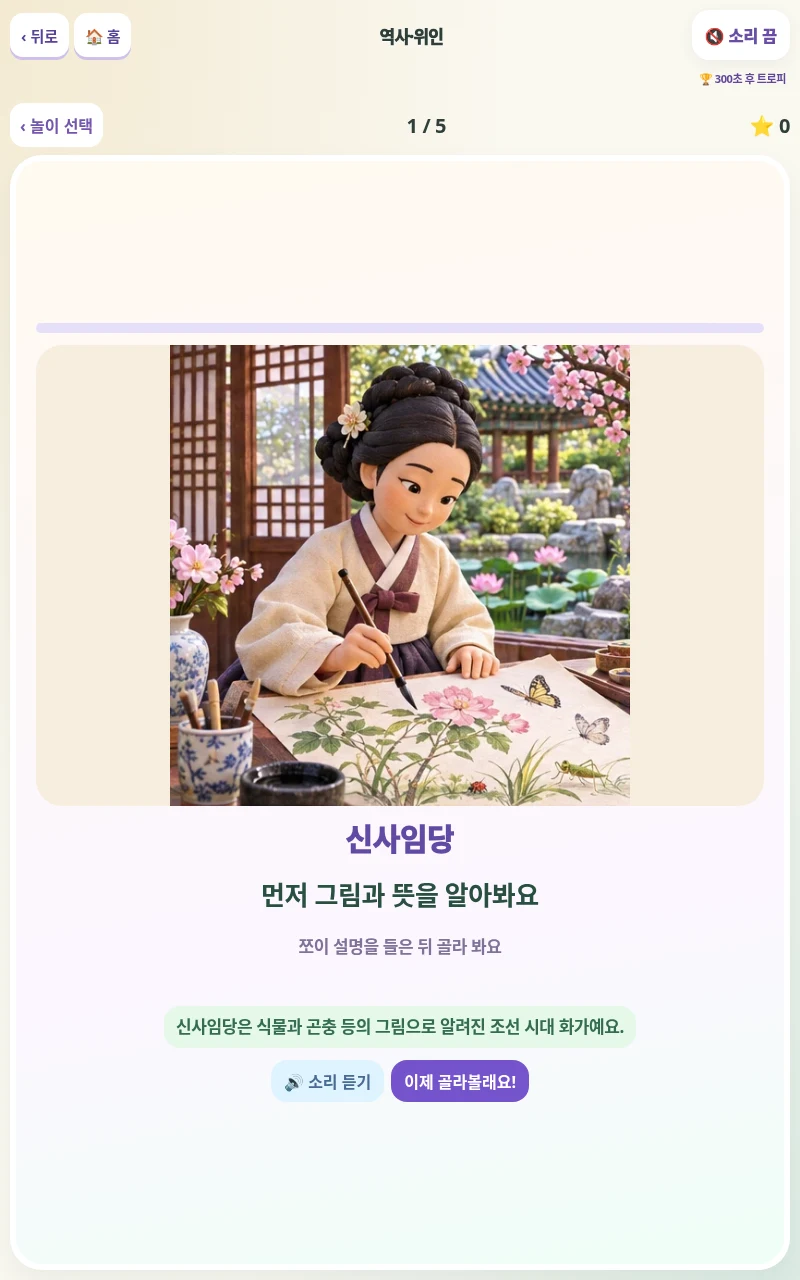 ‹ 뒤로
🏠 홈
역사·위인
🔇 소리 끔
🏆 300초 후 트로피
‹ 놀이 선택
1 / 5
⭐ 0
신사임당
먼저 그림과 뜻을 알아봐요
쪼이 설명을 들은 뒤 골라 봐요
신사임당은 식물과 곤충 등의 그림으로 알려진 조선 시대 화가예요.
🔊 소리 듣기
이제 골라볼래요!